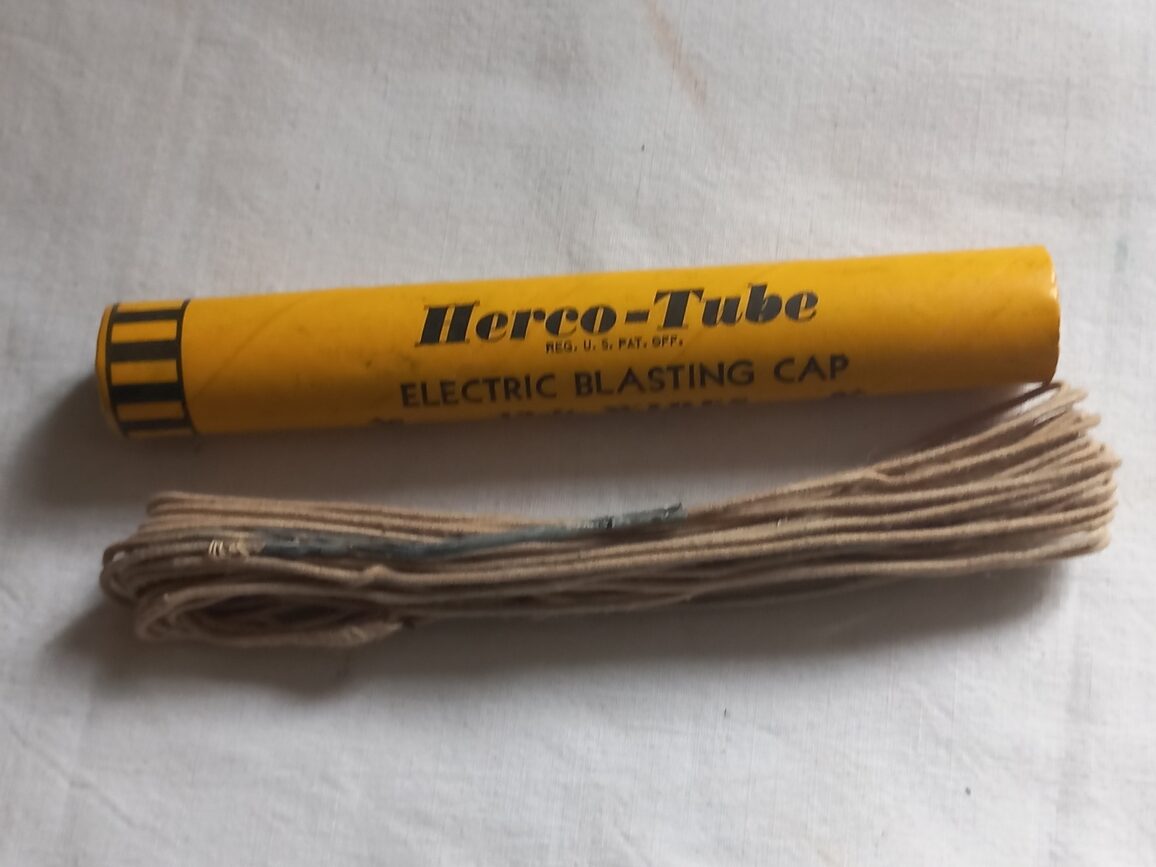 Herco-Tube
REG. U. S. PAT. OFF.
ELECTRIC BLASTING CAP